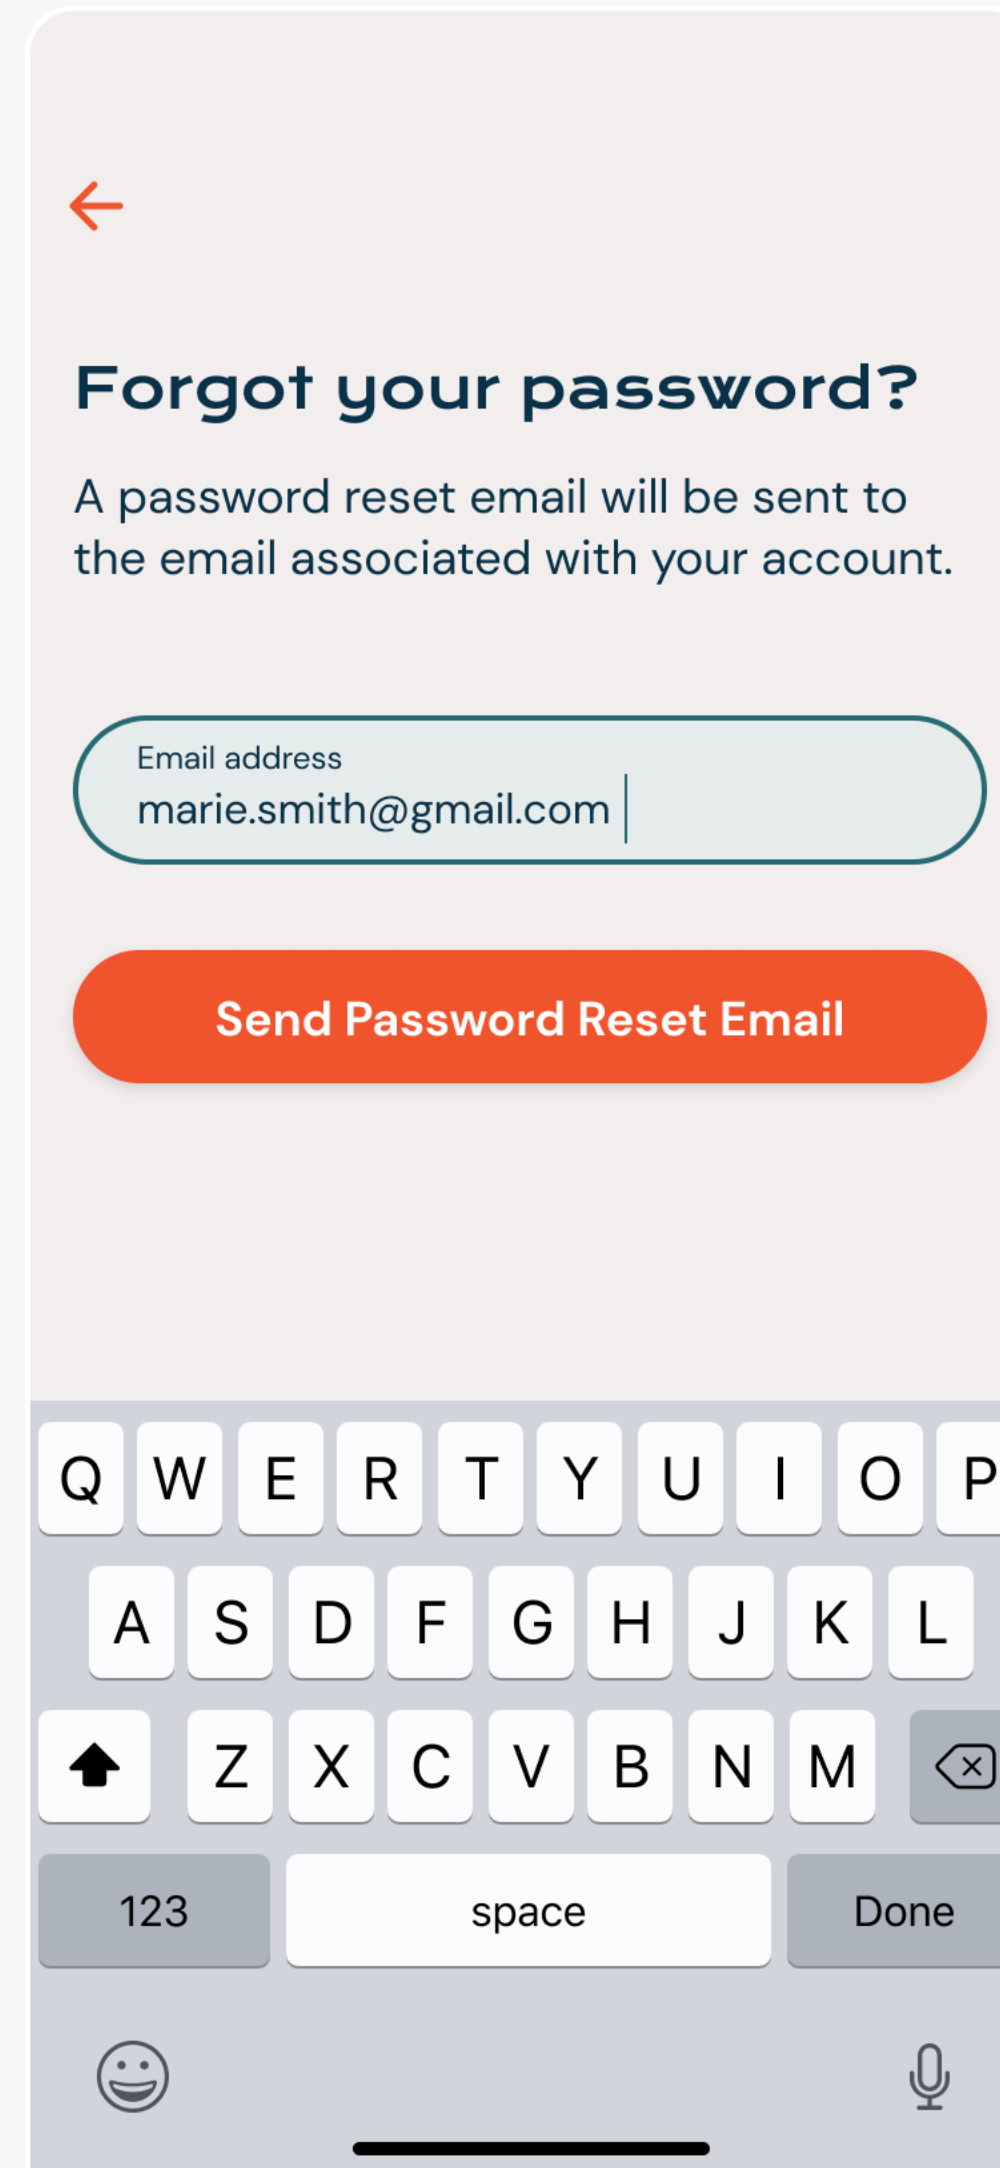 Forgot your password?
A password reset email will be sent to
the email associated with your account.
Email address
marie.smith@gmail.com
Send Password Reset Email
Q W E R T Y U I O P
A S D F G H J K L
Z X C V B N M
123 space Done